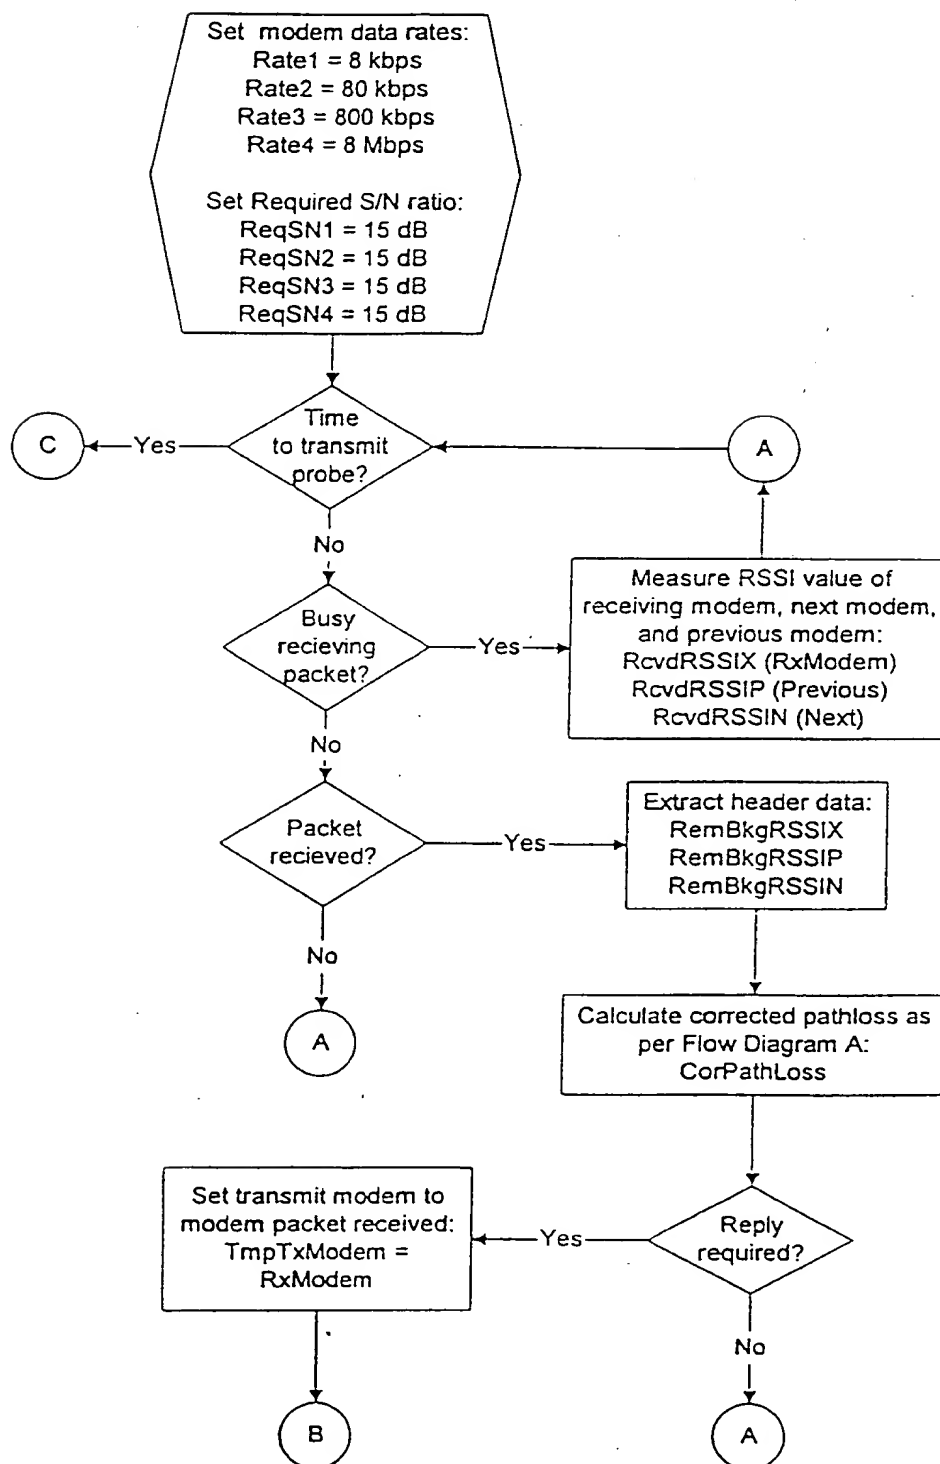 Set modem data rates:
Rate1 = 8 kbps
Rate2 = 80 kbps
Rate3 = 800 kbps
Rate4 = 8 Mbps
Set Required S/N ratio:
ReqSN1 = 15 dB
ReqSN2 = 15 dB
ReqSN3 = 15 dB
ReqSN4 = 15 dB
C
Yes
Time
to transmit
probe?
A
No
Busy
recieving
packet?
Yes
Measure RSSI value of
receiving modem, next modem,
and previous modem:
RcvdRSSIX (RxModem)
RcvdRSSIP (Previous)
RcvdRSSIN (Next)
No
Packet
recieved?
Yes
Extract header data:
RemBkgRSSIX
RemBkgRSSIP
RemBkgRSSIN
No
A
Calculate corrected pathloss as
per Flow Diagram A:
CorPathLoss
Set transmit modem to
modem packet received:
TmpTxModem =
RxModem
Yes
Reply
required?
No
B
A